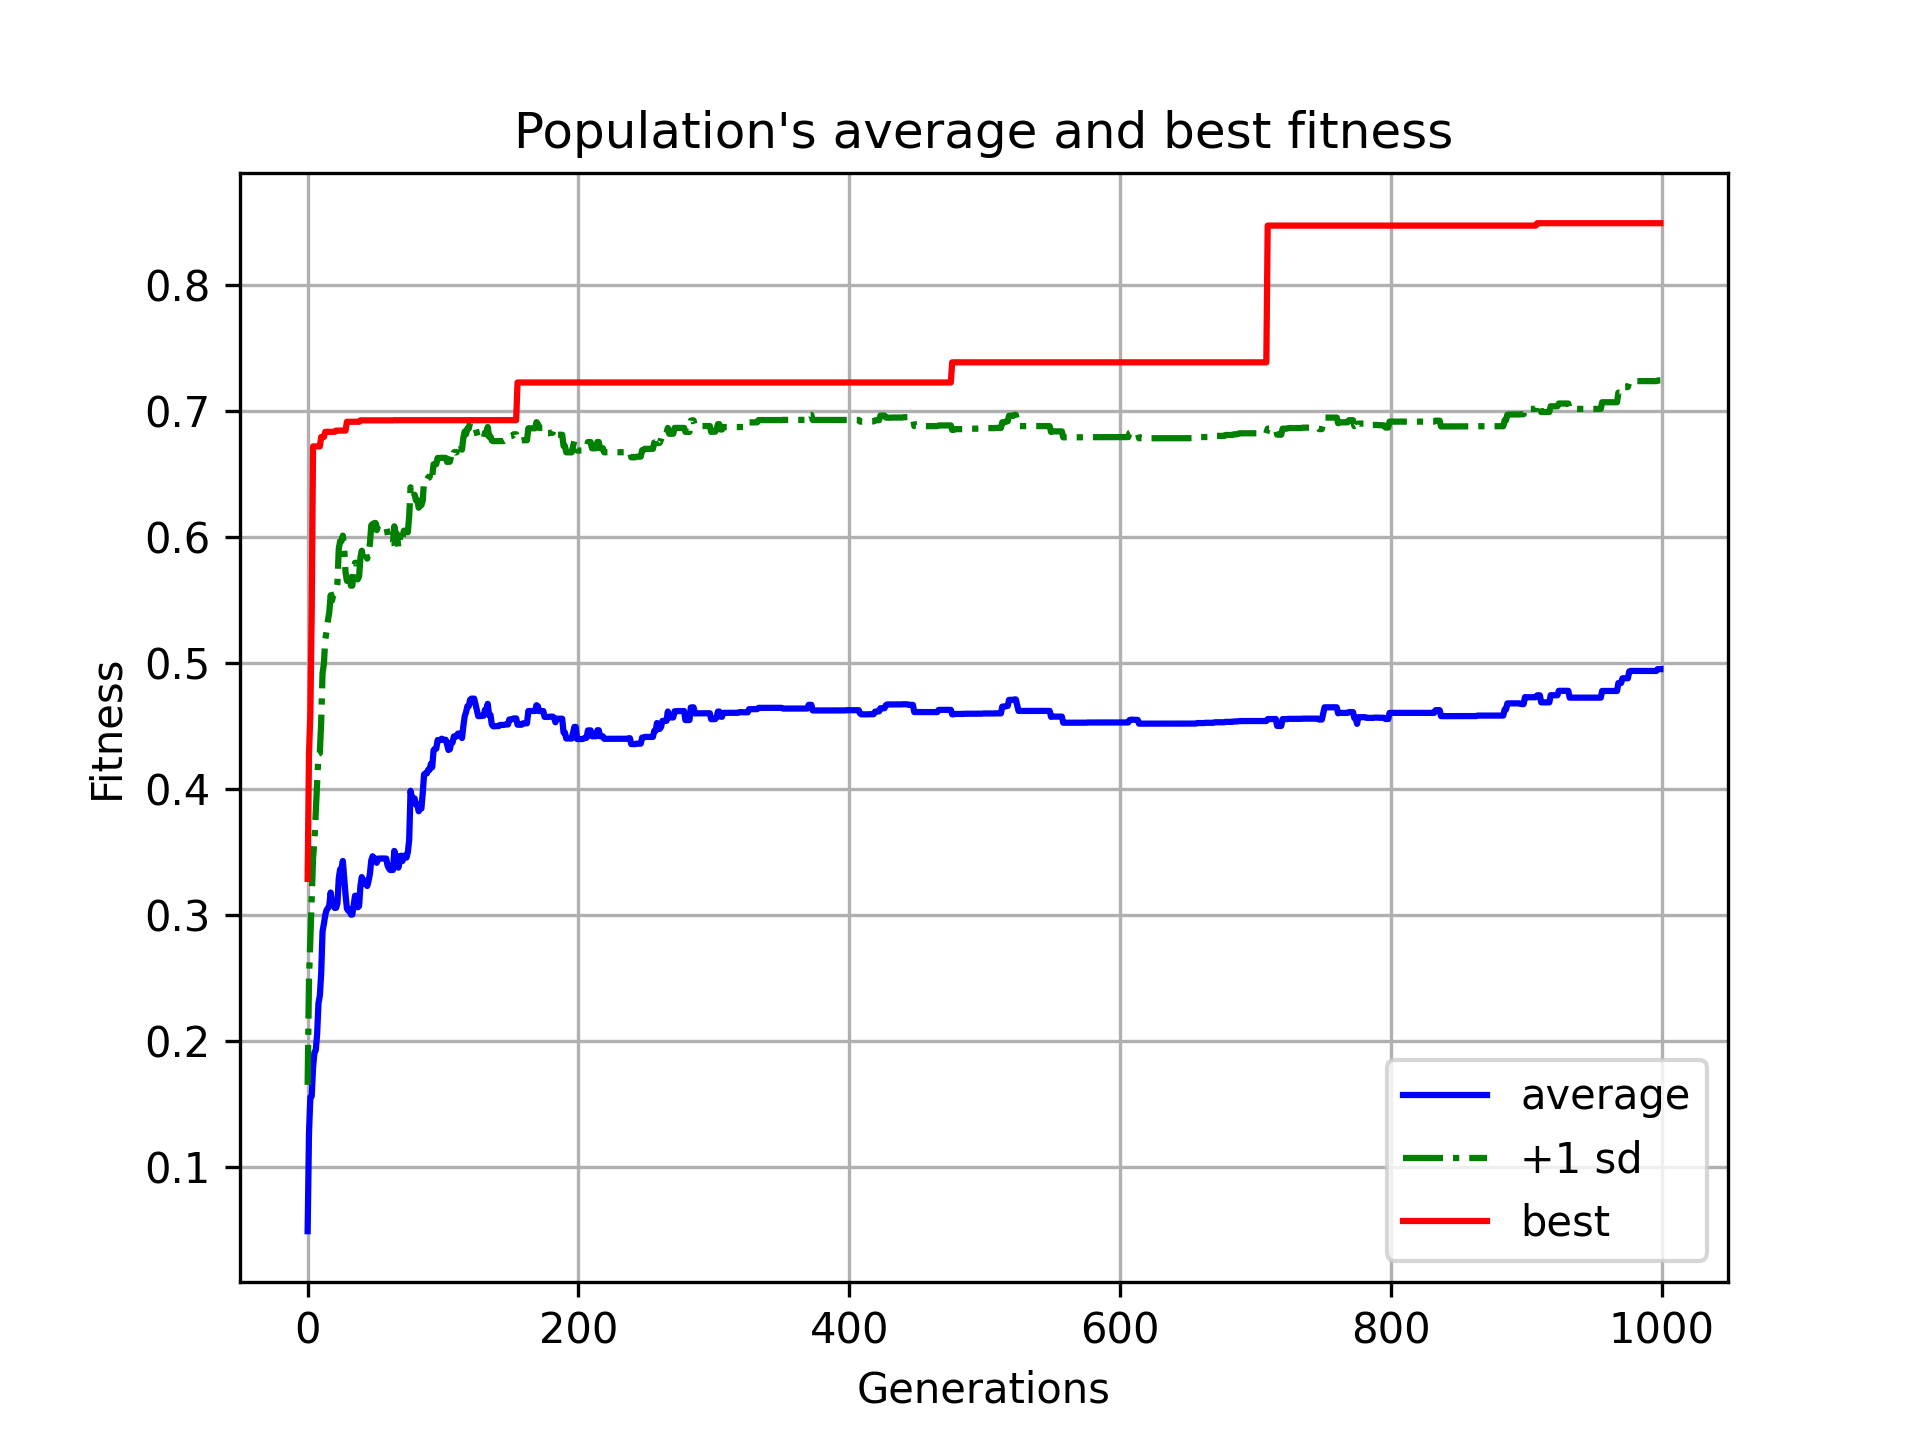 Population's average and best fitness
Fitness
0.8
0.7
0.6
0.5
0.4
0.3
0.2
0.1
0 200 400 600 800 1000
Generations
average
+1 sd
best